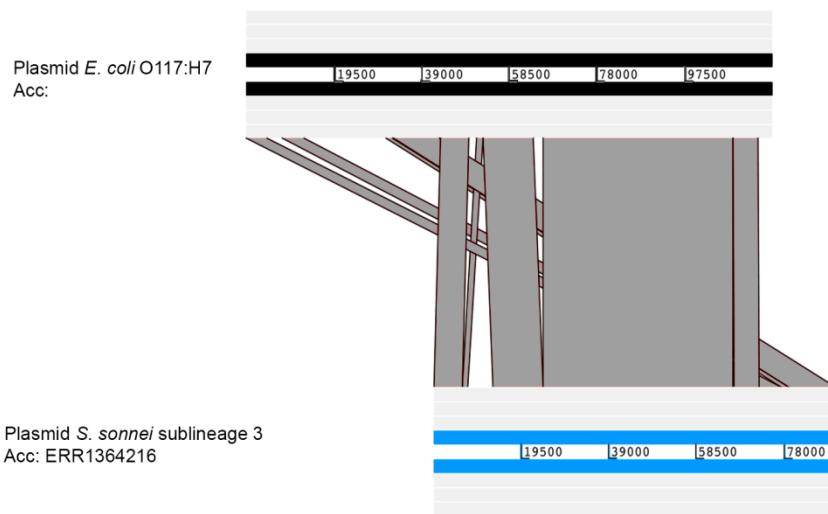 Plasmid E. coli O117:H7
Acc:
19500 39000 58500 78000 97500
Plasmid S. sonnei sublineage 3
Acc: ERR1364216
19500 39000 58500 78000